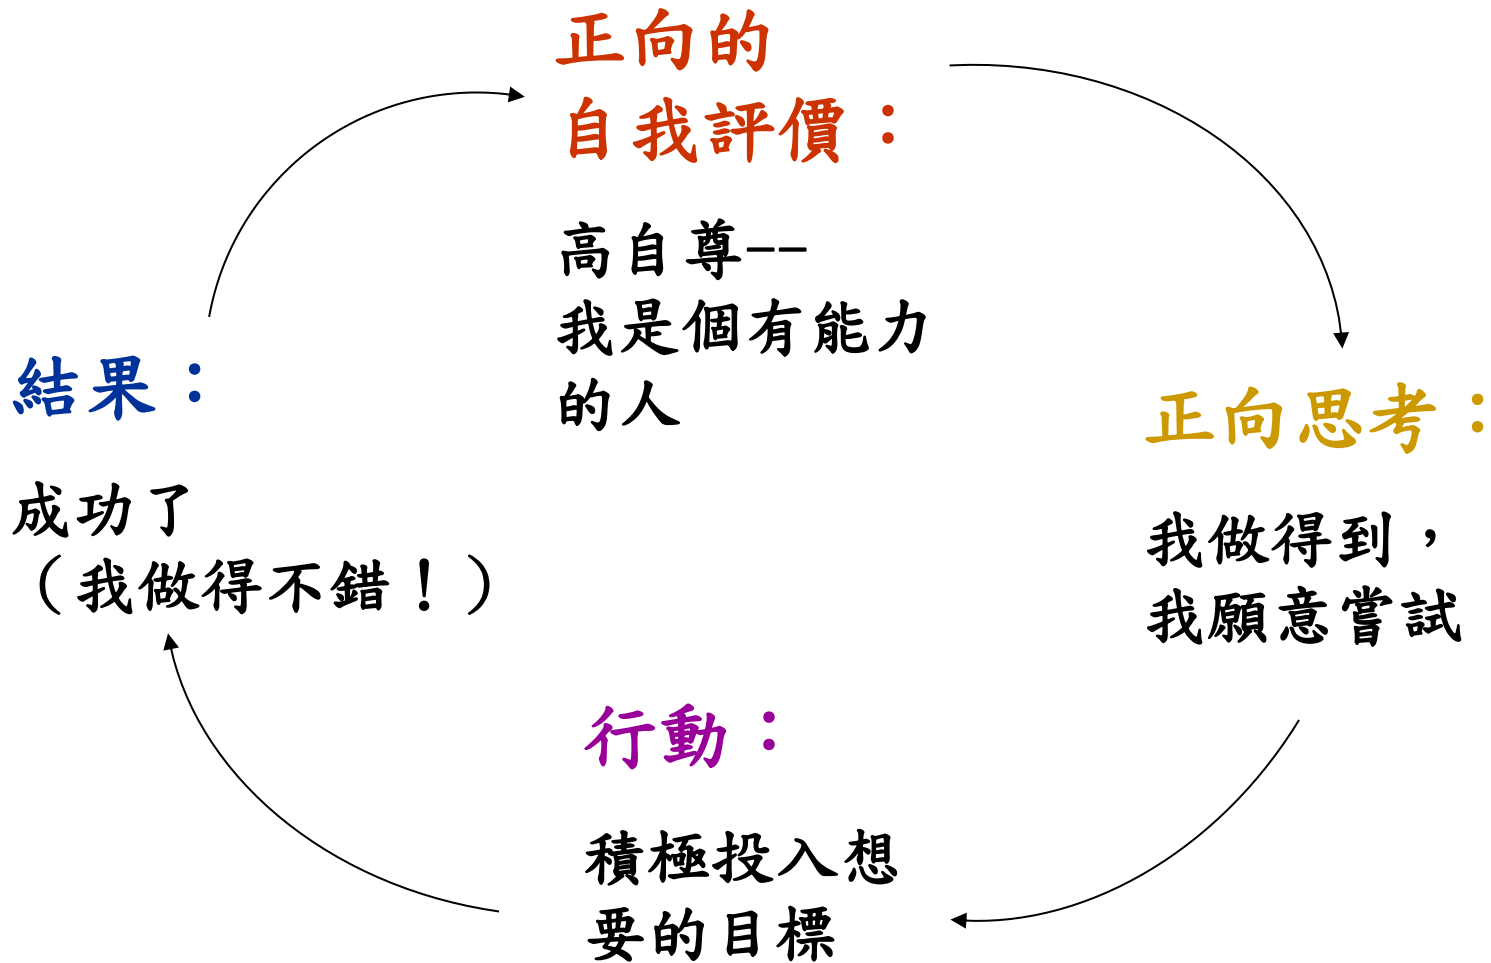 正向的
自我評價：
高自尊--
我是個有能力
的人
正向思考：
我做得到，
我願意嘗試
行動：
積極投入想
要的目標
結果：
成功了
（我做得不錯！）